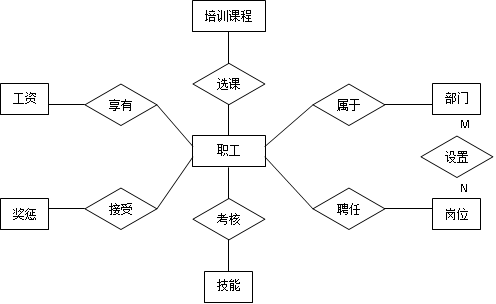 培训课程
选课
工资
享有
属于
部门
M
职工
设置
N
奖惩
接受
考核
聘任
岗位
技能